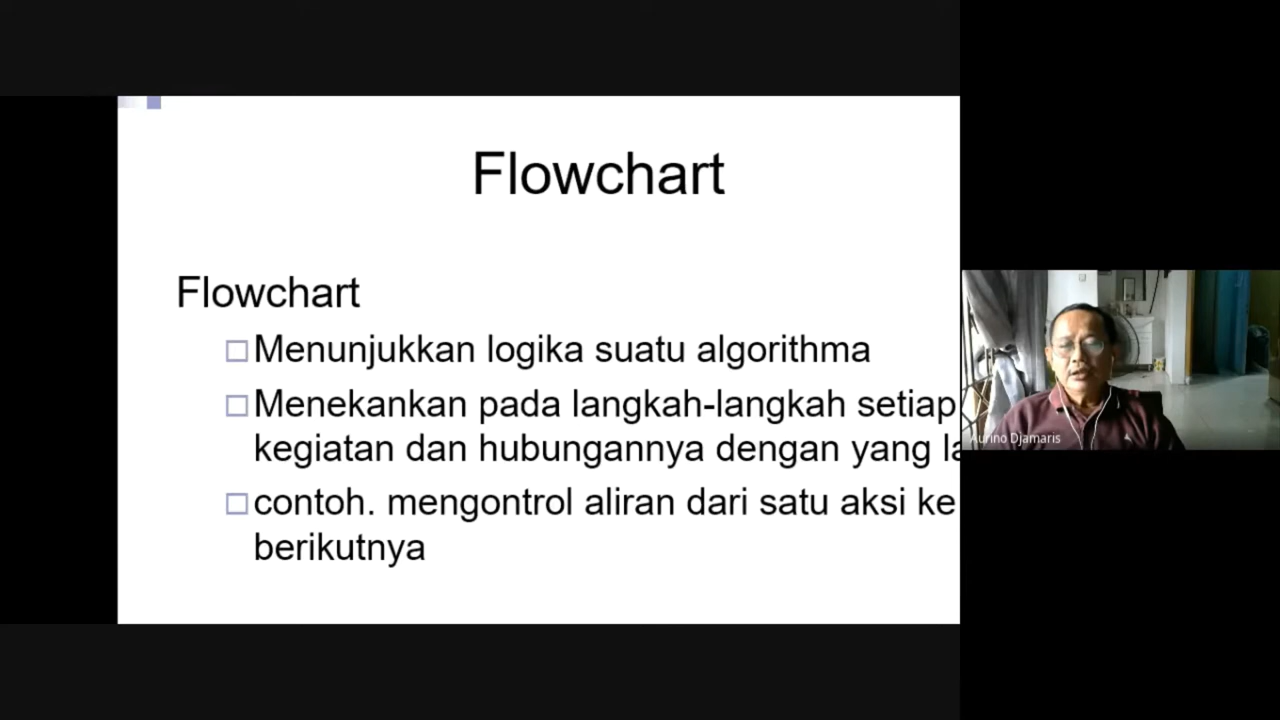 Flowchart
Flowchart
Menunjukkan logika suatu algorithma
Menekankan pada langkah-langkah setiap
kegiatan dan hubungannya dengan yang
contoh. mengontrol aliran dari satu aksi ke
berikutnya
Aurino Djamaris